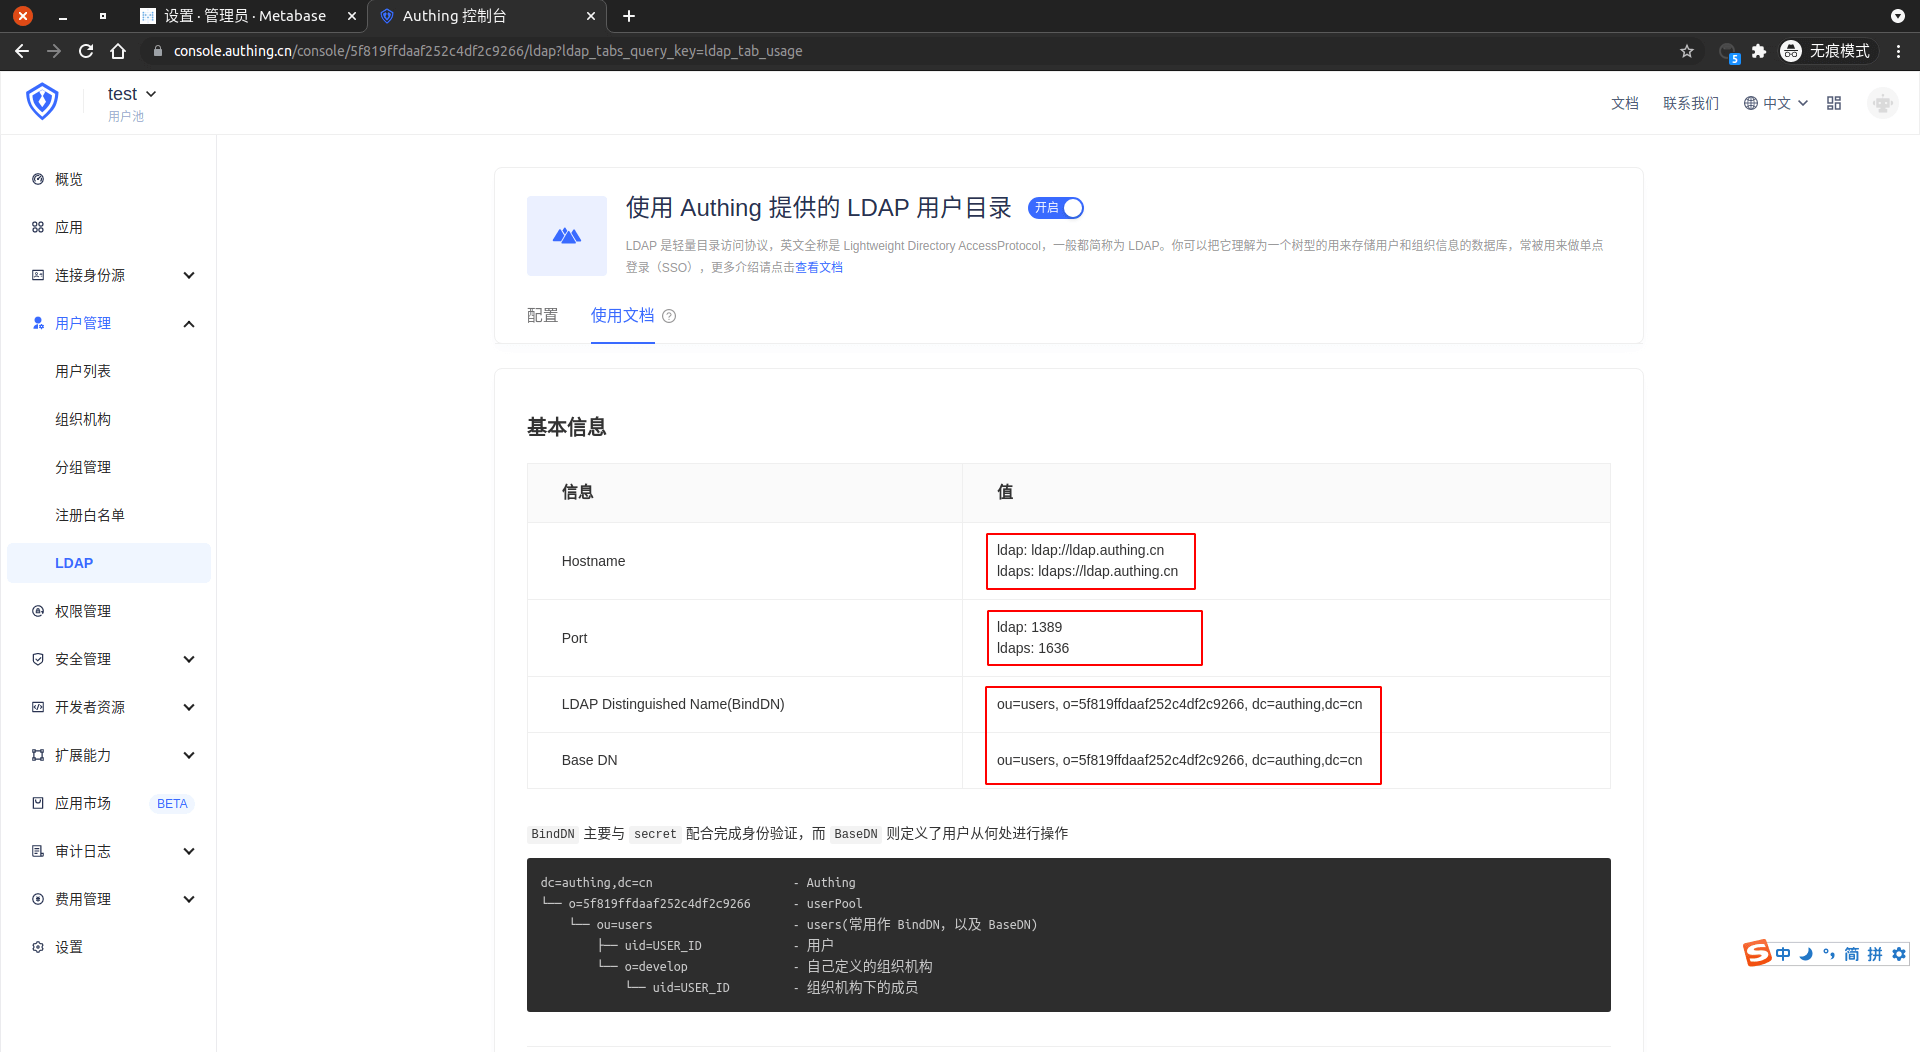 设置 · 管理员 · Metabase
Authing 控制台
console.authing.cn/console/5f819ffdaaf252c4df2c9266/ldap?ldap_tabs_query_key=ldap_tab_usage
5
无痕模式
test
用户池
文档
联系我们
中文
概览
应用
连接身份源
用户管理
用户列表
组织机构
分组管理
注册白名单
LDAP
权限管理
安全管理
开发者资源
扩展能力
应用市场 BETA
审计日志
费用管理
设置
使用 Authing 提供的 LDAP 用户目录 开启
LDAP 是轻量目录访问协议，英文全称是 Lightweight Directory AccessProtocol，一般都简称为 LDAP。你可以把它理解为一个树型的用来存储用户和组织信息的数据库，常被用来做单点
登录（SSO），更多介绍请点击查看文档
配置 使用文档 ?
基本信息
信息 值
Hostname
ldap: ldap://ldap.authing.cn
ldaps: ldaps://ldap.authing.cn
Port
ldap: 1389
ldaps: 1636
LDAP Distinguished Name(BindDN) ou=users, o=5f819ffdaaf252c4df2c9266, dc=authing,dc=cn
Base DN ou=users, o=5f819ffdaaf252c4df2c9266, dc=authing,dc=cn
BindDN 主要与 secret 配合完成身份验证，而 BaseDN 则定义了用户从何处进行操作
dc=authing,dc=cn - Authing
└── o=5f819ffdaaf252c4df2c9266 - userPool
└── ou=users - users(常用作 BindDN，以及 BaseDN)
├── uid=USER_ID - 用户
└── o=develop - 自己定义的组织机构
└── uid=USER_ID - 组织机构下的成员
S 中 简 拼